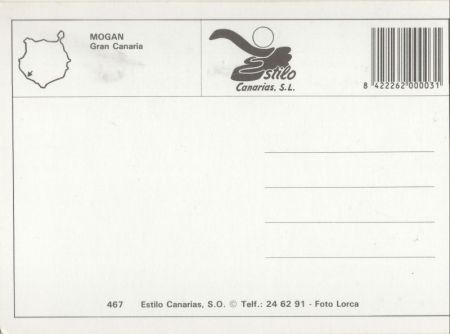 MOGAN
Gran Canaria
Estilo
Canarias, S.L.
8 422262 000031
467 Estilo Canarias, S.O. © Telf.: 24 62 91 - Foto Lorca